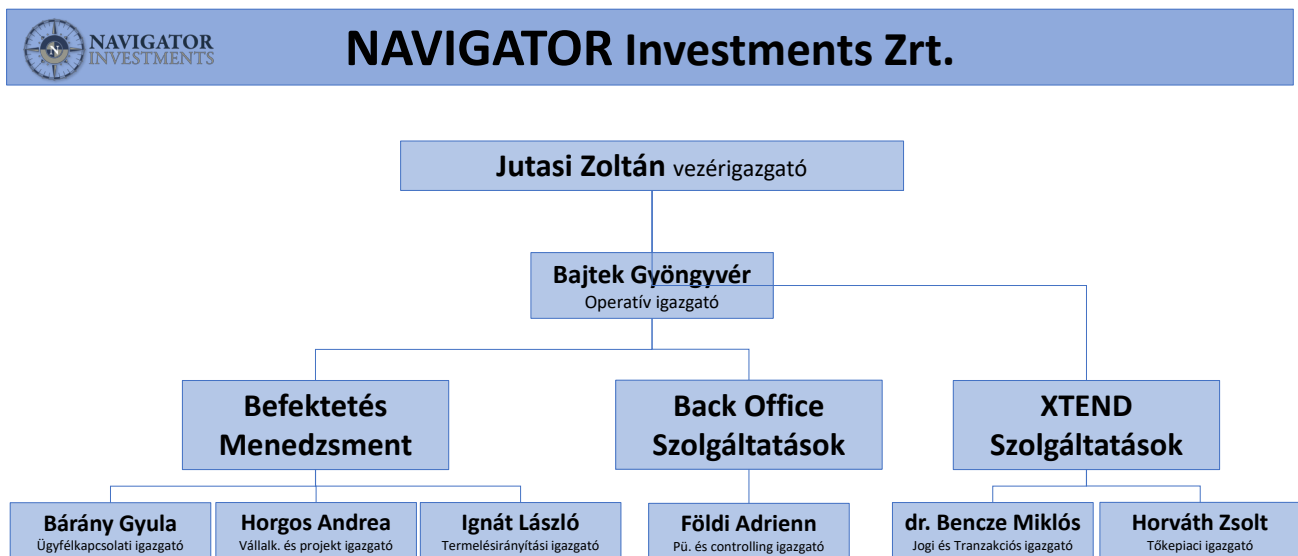 NAVIGATOR
INVESTMENTS
NAVIGATOR Investments Zrt.
Jutasi Zoltán vezérigazgató
Bajtek Gyöngyvér
Operatív igazgató
Befektetés
Menedzsment
Back Office
Szolgáltatások
XTEND
Szolgáltatások
Bárány Gyula
Ügyfélkapcsolati igazgató
Horgos Andrea
Vállalk. és projekt igazgató
Ignát László
Termelésirányítási igazgató
Földi Adrienn
Pü. és controlling igazgató
dr. Bencze Miklós
Jogi és Tranzakciós igazgató
Horváth Zsolt
Tőkepiaci igazgató